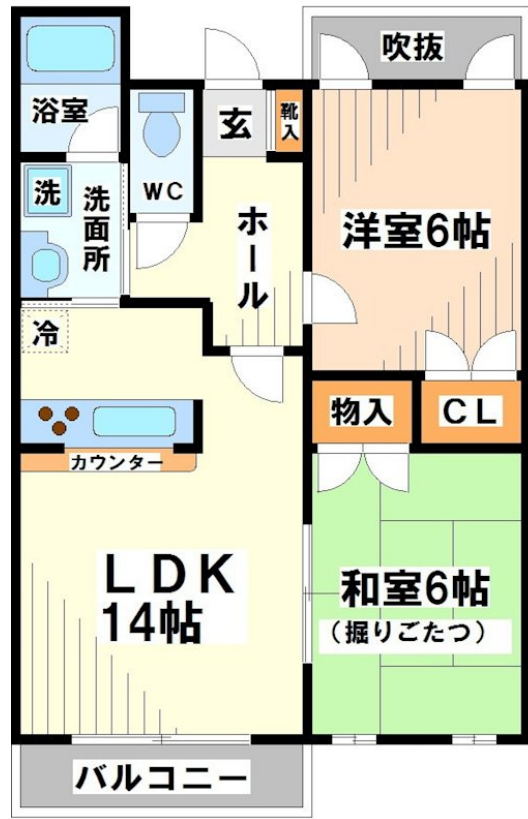 吹抜
浴室
玄
靴入
洗
洗面所
WC
ホール
洋室6帖
冷
物入
CL
カウンター
LDK
14帖
和室6帖
（掘りごたつ）
バルコニー